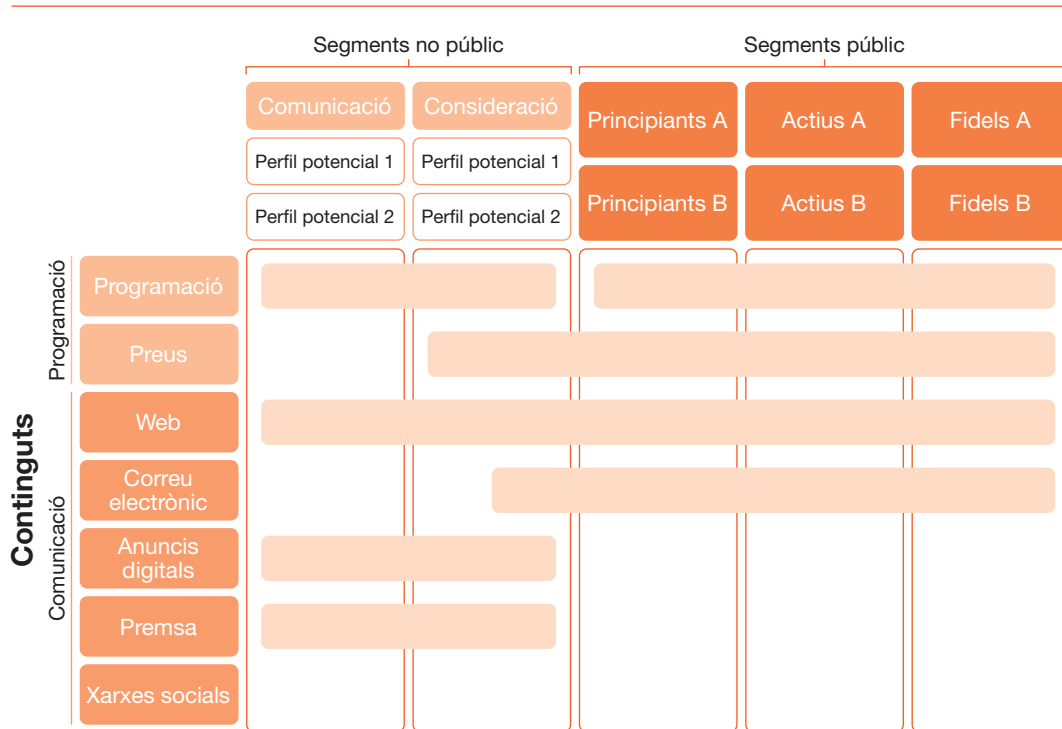 Segments no públic
Segments públic
Comunicació
Consideració
Principiants A
Actius A
Fidels A
Perfil potencial 1
Perfil potencial 1
Perfil potencial 2
Perfil potencial 2
Principiants B
Actius B
Fidels B
Continguts
Programació
Programació
Preus
Comunicació
Web
Correu
electrònic
Anuncis
digitals
Premsa
Xarxes socials